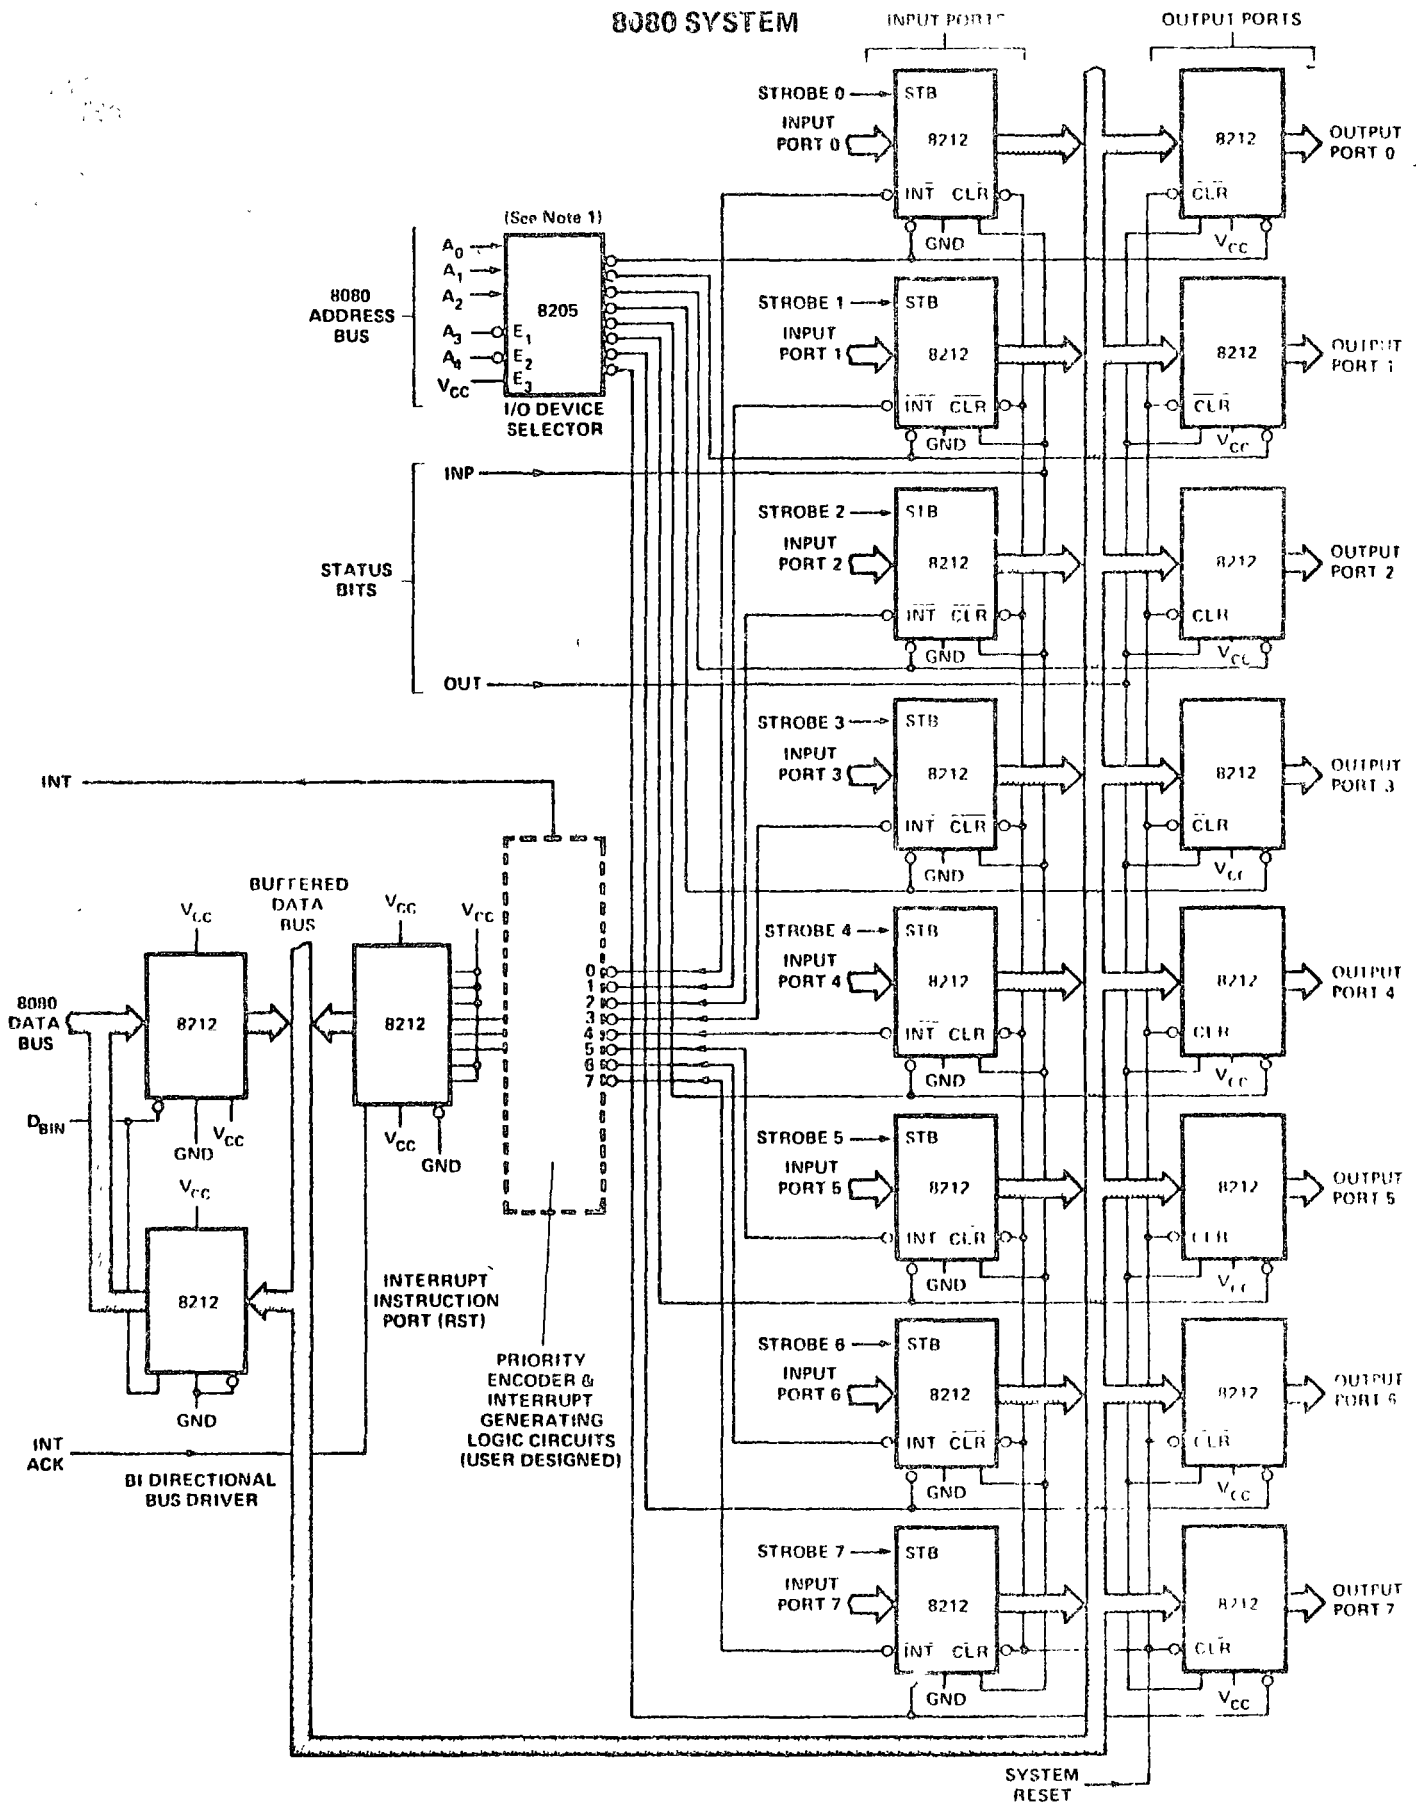 8080 SYSTEM
INPUT PORTS
OUTPUT PORTS
STROBE 0
STB
INPUT
PORT 0
8212
8212
OUTPUT
PORT 0
INT CLR
CLR
GND
VCC
(See Note 1)
8080
ADDRESS
BUS
A0
A1
A2
A3
A4
VCC
8205
E1
E2
E3
I/O DEVICE
SELECTOR
STROBE 1
STB
INPUT
PORT 1
8212
8212
OUTPUT
PORT 1
INT CLR
CLR
GND
VCC
STATUS
BITS
INP
OUT
STROBE 2
STB
INPUT
PORT 2
8212
8212
OUTPUT
PORT 2
INT CLR
CLR
GND
VCC
STROBE 3
STB
INPUT
PORT 3
8212
8212
OUTPUT
PORT 3
INT CLR
CLR
GND
VCC
INT
BUFFERED
DATA
BUS
VCC
VCC
VCC
8080
DATA
BUS
8212
8212
0
1
2
3
4
5
6
7
DBIN
GND
VCC
VCC
GND
VCC
8212
GND
INTERRUPT
INSTRUCTION
PORT (RST)
PRIORITY
ENCODER &
INTERRUPT
GENERATING
LOGIC CIRCUITS
(USER DESIGNED)
INT
ACK
BI DIRECTIONAL
BUS DRIVER
STROBE 4
STB
INPUT
PORT 4
8212
8212
OUTPUT
PORT 4
INT CLR
CLR
GND
VCC
STROBE 5
STB
INPUT
PORT 5
8212
8212
OUTPUT
PORT 5
INT CLR
CLR
GND
VCC
STROBE 6
STB
INPUT
PORT 6
8212
8212
OUTPUT
PORT 6
INT CLR
CLR
GND
VCC
STROBE 7
STB
INPUT
PORT 7
8212
8212
OUTPUT
PORT 7
INT CLR
CLR
GND
VCC
SYSTEM
RESET